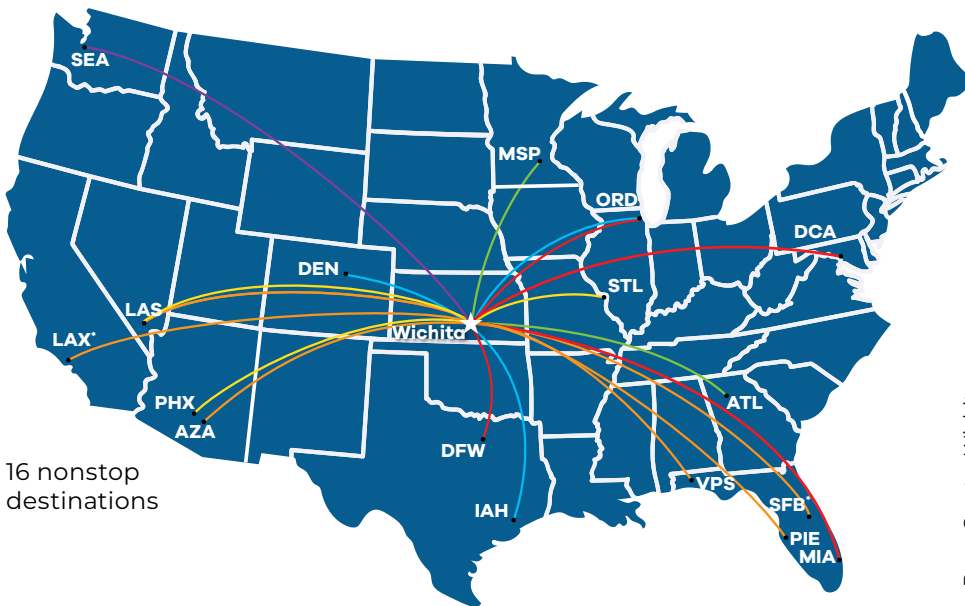 SEA
MSP
ORD
DCA
DEN
STL
LAS
Wichita
LAX*
PHX
ATL
AZA
DFW
16 nonstop
destinations
VPS
SFB*
IAH
PIE
MIA